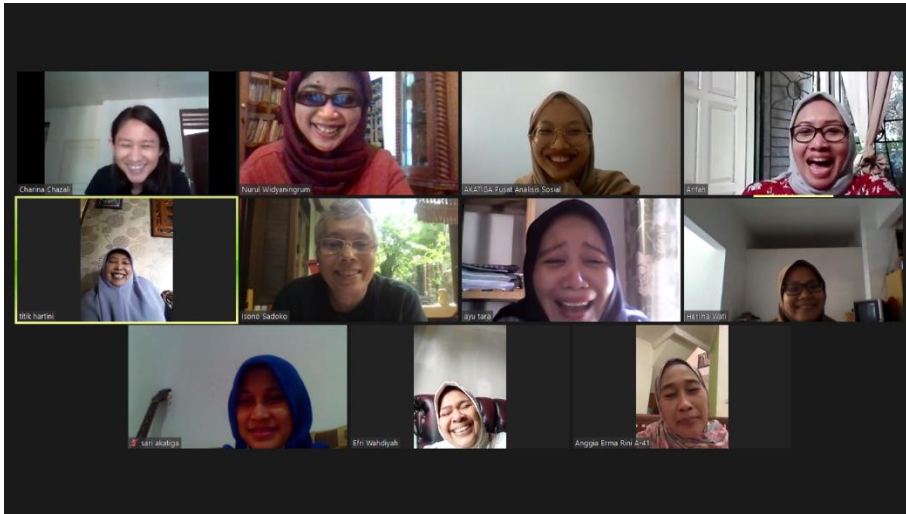 Charina Chazali
Nurul Widyaningrum
AKATIGA Pusat Analisis Sosial
Arifah
titik hartini
Isono Sadoko
ayu tara
Herlina Wati
sari akatiga
Efri Wahdiyah
Anggia Erma Rini A-41